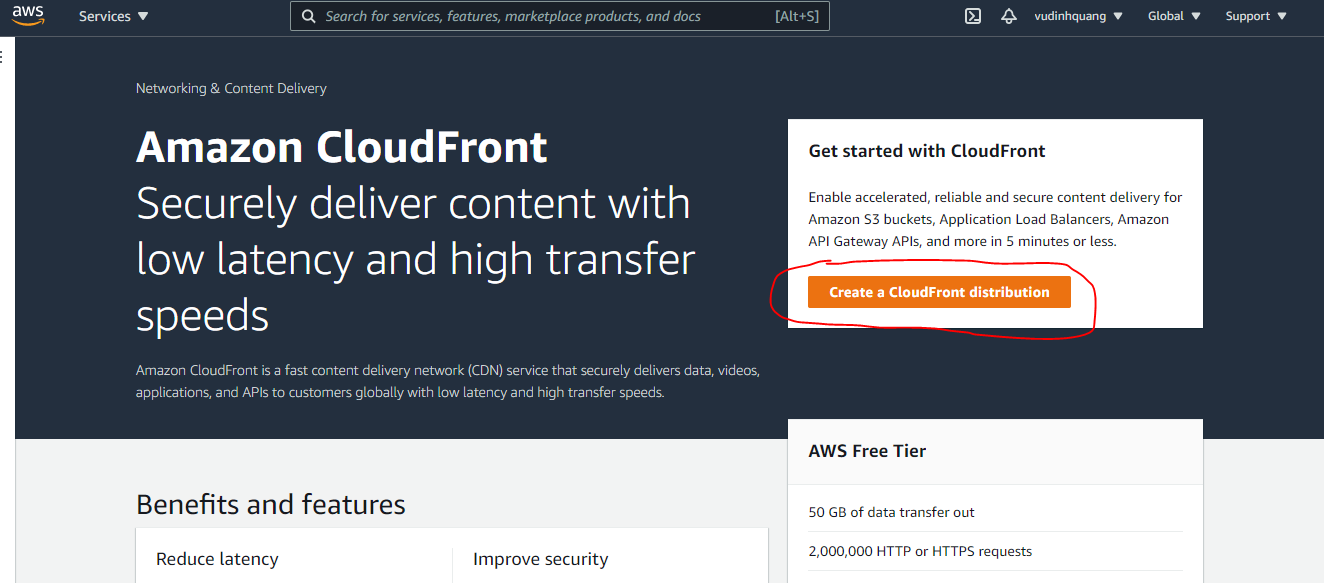 aws
Services ▼
Search for services, features, marketplace products, and docs
[Alt+S]
vudinhquang ▼
Global ▼
Support ▼
Networking & Content Delivery
Amazon CloudFront
Securely deliver content with
low latency and high transfer
speeds
Amazon CloudFront is a fast content delivery network (CDN) service that securely delivers data, videos,
applications, and APIs to customers globally with low latency and high transfer speeds.
Get started with CloudFront
Enable accelerated, reliable and secure content delivery for
Amazon S3 buckets, Application Load Balancers, Amazon
API Gateway APIs, and more in 5 minutes or less.
Create a CloudFront distribution
AWS Free Tier
50 GB of data transfer out
2,000,000 HTTP or HTTPS requests
Benefits and features
Reduce latency
Improve security